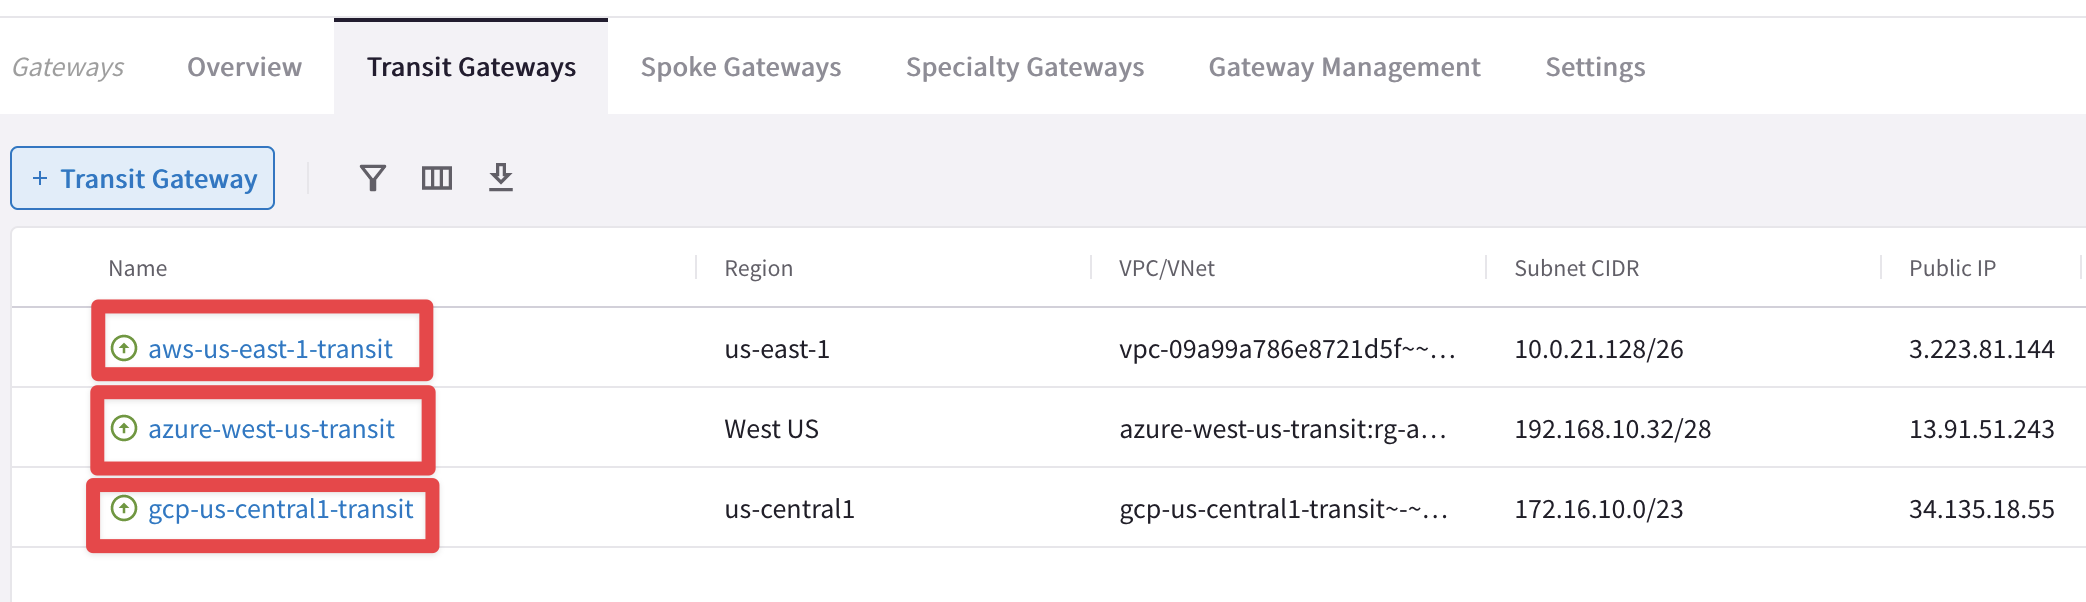 Gateways Overview Transit Gateways Spoke Gateways Specialty Gateways Gateway Management Settings
+ Transit Gateway
Name Region VPC/VNet Subnet CIDR Public IP
aws-us-east-1-transit us-east-1 vpc-09a99a786e8721d5f~~... 10.0.21.128/26 3.223.81.144
azure-west-us-transit West US azure-west-us-transit:rg-a... 192.168.10.32/28 13.91.51.243
gcp-us-central1-transit us-central1 gcp-us-central1-transit~-~... 172.16.10.0/23 34.135.18.55